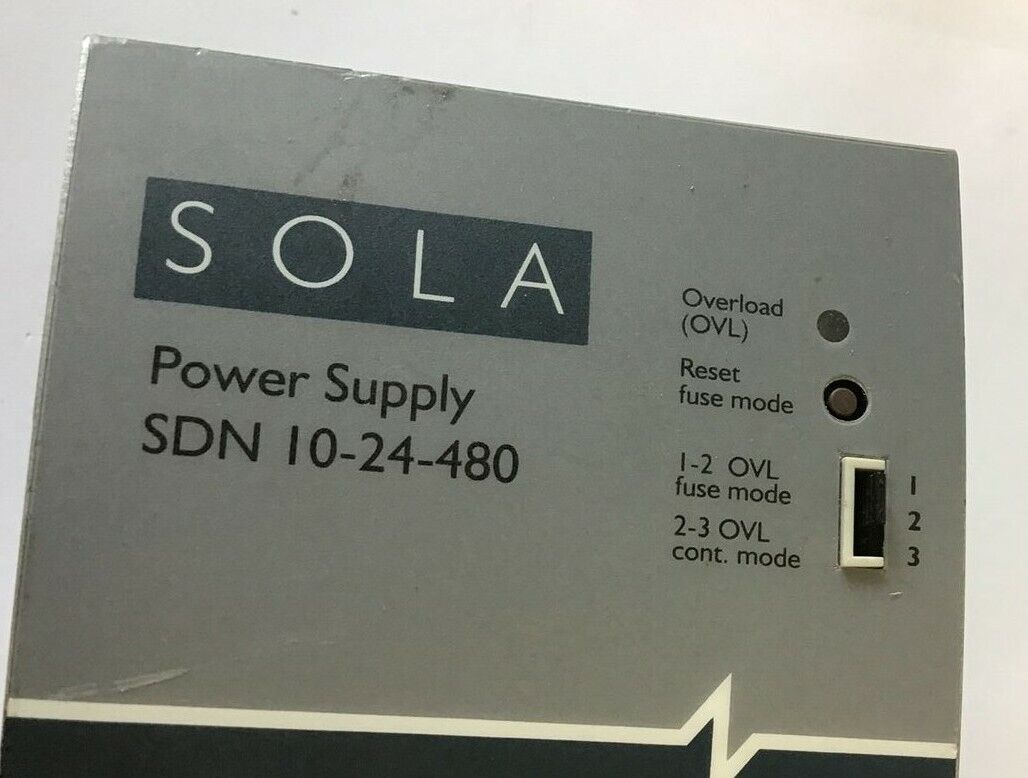 SOLA
Power Supply
SDN 10-24-480
Overload
(OVL)
Reset
fuse mode
1-2 OVL
fuse mode
2-3 OVL
cont. mode
1
2
3